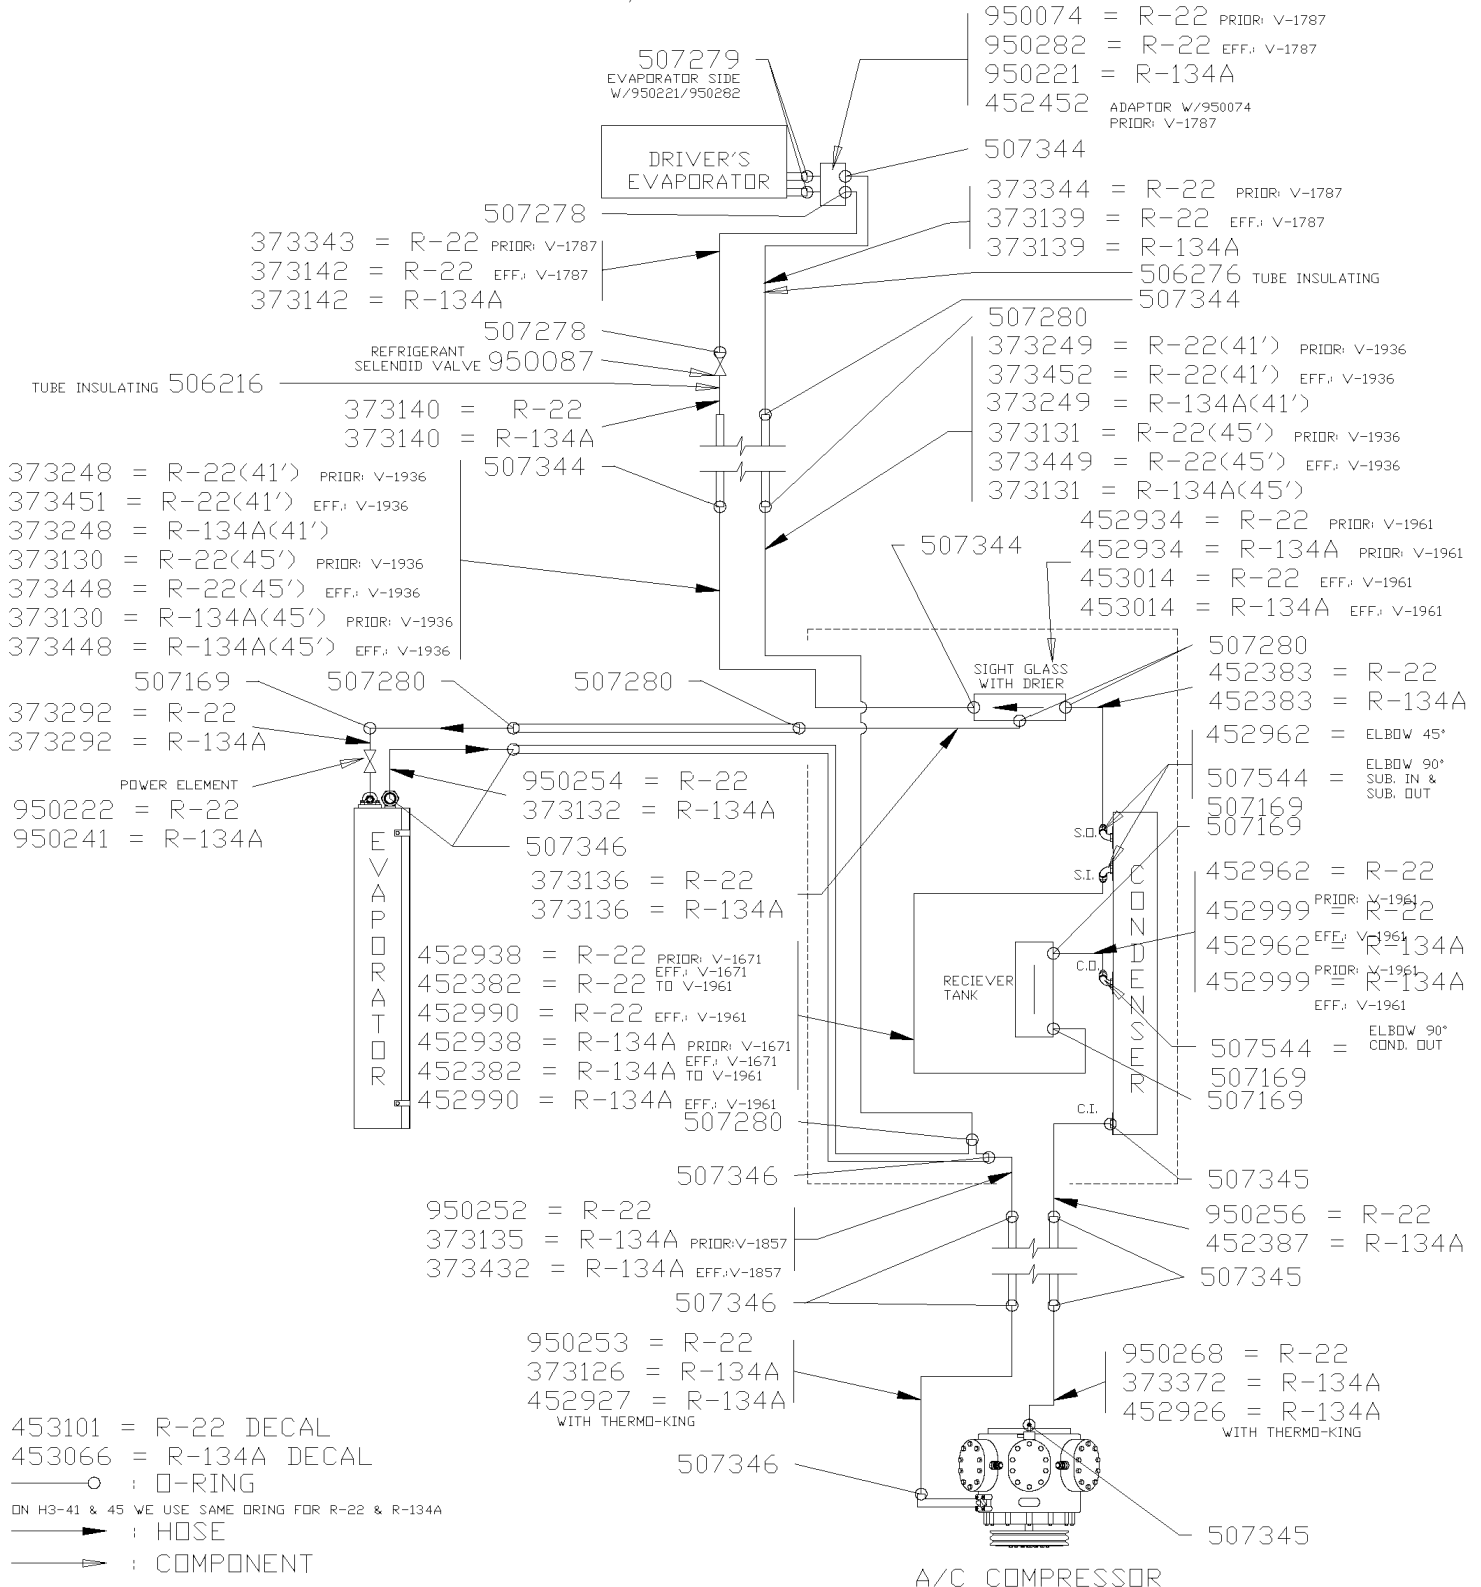 950074 = R-22 PRIOR: V-1787
950282 = R-22 EFF.: V-1787
950221 = R-134A
452452 ADAPTOR W/950074
PRIOR: V-1787
507279
EVAPORATOR SIDE
W/950221/950282
DRIVER'S
EVAPORATOR
507344
507278
373344 = R-22 PRIOR: V-1787
373139 = R-22 EFF.: V-1787
373139 = R-134A
373343 = R-22 PRIOR: V-1787
373142 = R-22 EFF.: V-1787
373142 = R-134A
506276 TUBE INSULATING
507344
507280
507278
REFRIGERANT
SELENOID VALVE 950087
TUBE INSULATING 506216
373249 = R-22(41') PRIOR: V-1936
373452 = R-22(41') EFF.: V-1936
373249 = R-134A(41')
373131 = R-22(45') PRIOR: V-1936
373449 = R-22(45') EFF.: V-1936
373131 = R-134A(45')
373140 = R-22
373140 = R-134A
507344
373248 = R-22(41') PRIOR: V-1936
373451 = R-22(41') EFF.: V-1936
373248 = R-134A(41')
373130 = R-22(45') PRIOR: V-1936
373448 = R-22(45') EFF.: V-1936
373130 = R-134A(45') PRIOR: V-1936
373448 = R-134A(45') EFF.: V-1936
507344
452934 = R-22 PRIOR: V-1961
452934 = R-134A PRIOR: V-1961
453014 = R-22 EFF.: V-1961
453014 = R-134A EFF.: V-1961
SIGHT GLASS
WITH DRIER
507280
452383 = R-22
452383 = R-134A
507169
507280
507280
373292 = R-22
373292 = R-134A
POWER ELEMENT
950222 = R-22
950241 = R-134A
EVAPORATOR
950254 = R-22
373132 = R-134A
507346
373136 = R-22
373136 = R-134A
452962 = ELBOW 45°
507544 = ELBOW 90°
SUB. IN &
SUB. OUT
507169
507169
S.O.
S.I.
CONDENSER
452962 = R-22
PRIOR: V-1961
452999 = R-22
EFF.: V-1961
452962 = R-134A
PRIOR: V-1961
452999 = R-134A
EFF.: V-1961
C.O.
RECIEVER
TANK
507544 = ELBOW 90°
COND. OUT
507169
507169
C.I.
452938 = R-22 PRIOR: V-1671
452382 = R-22 EFF.: V-1671
TO V-1961
452990 = R-22 EFF.: V-1961
452938 = R-134A PRIOR: V-1671
452382 = R-134A EFF.: V-1671
TO V-1961
452990 = R-134A EFF.: V-1961
507280
507346
507345
950252 = R-22
373135 = R-134A PRIOR:V-1857
373432 = R-134A EFF.:V-1857
950256 = R-22
452387 = R-134A
507346
507345
950253 = R-22
373126 = R-134A
452927 = R-134A
WITH THERMO-KING
950268 = R-22
373372 = R-134A
452926 = R-134A
WITH THERMO-KING
507346
507345
A/C COMPRESSOR
453101 = R-22 DECAL
453066 = R-134A DECAL
: O-RING
ON H3-41 & 45 WE USE SAME ORING FOR R-22 & R-134A
: HOSE
: COMPONENT